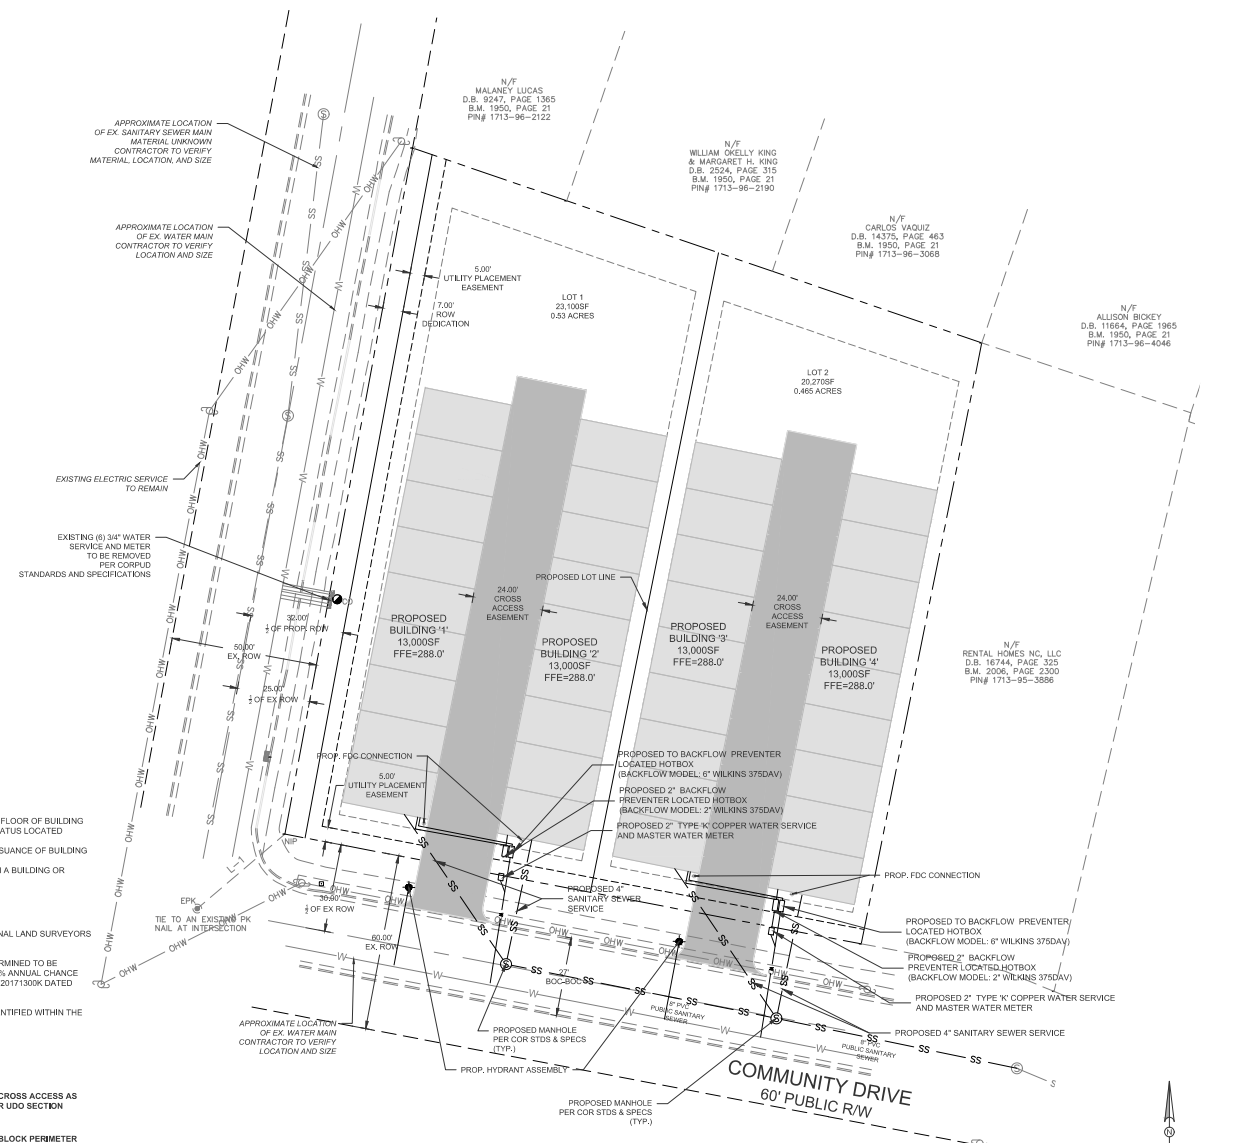 N/F
MALANEY LUCAS
D.B. 9247, PAGE 1365
B.M. 1950, PAGE 21
PIN# 1713-96-2122
N/F
WILLIAM OKELLY KING
& MARGARET H. KING
D.B. 2524, PAGE 315
B.M. 1950, PAGE 21
PIN# 1713-96-2190
N/F
CARLOS VAQUIZ
D.B. 14375, PAGE 463
B.M. 1950, PAGE 21
PIN# 1713-96-3068
N/F
ALLISON BICKEY
D.B. 11664, PAGE 1965
B.M. 1950, PAGE 21
PIN# 1713-96-4046
APPROXIMATE LOCATION
OF EX. SANITARY SEWER MAIN
MATERIAL UNKNOWN
CONTRACTOR TO VERIFY
MATERIAL, LOCATION, AND SIZE
APPROXIMATE LOCATION
OF EX. WATER MAIN
CONTRACTOR TO VERIFY
LOCATION AND SIZE
5.00'
UTILITY PLACEMENT
EASEMENT
7.00'
ROW
DEDICATION
LOT 1
23,100SF
0.53 ACRES
LOT 2
20,270SF
0.465 ACRES
EXISTING ELECTRIC SERVICE
TO REMAIN
EXISTING (6) 3/4" WATER
SERVICE AND METER
TO BE REMOVED
PER CORPUD
STANDARDS AND SPECIFICATIONS
PROPOSED LOT LINE
24.00'
CROSS
ACCESS
EASEMENT
24.00'
CROSS
ACCESS
EASEMENT
32.00'
½ OF PROP. ROW
50.00'
EX. ROW
25.00'
½ OF EX ROW
PROPOSED
BUILDING '1'
13,000SF
FFE=288.0'
PROPOSED
BUILDING '2'
13,000SF
FFE=288.0'
PROPOSED
BUILDING '3'
13,000SF
FFE=288.0'
PROPOSED
BUILDING '4'
13,000SF
FFE=288.0'
N/F
RENTAL HOMES NC, LLC
D.B. 16744, PAGE 325
B.M. 2006, PAGE 2300
PIN# 1713-95-3886
PROP. FDC CONNECTION
5.00'
UTILITY PLACEMENT
EASEMENT
PROPOSED TO BACKFLOW PREVENTER
LOCATED HOTBOX
(BACKFLOW MODEL: 6" WILKINS 375DAV)
PROPOSED 2" BACKFLOW
PREVENTER LOCATED HOTBOX
(BACKFLOW MODEL: 2" WILKINS 375DAV)
PROPOSED 2" TYPE 'K' COPPER WATER SERVICE
AND MASTER WATER METER
FLOOR OF BUILDING
ATUS LOCATED
SUANCE OF BUILDING
A BUILDING OR
NIP
EPK
TIE TO AN EXISTING PK
NAIL AT INTERSECTION
30.00'
½ OF EX ROW
60.00'
EX. ROW
PROPOSED 4"
SANITARY SEWER
SERVICE
PROP. FDC CONNECTION
PROPOSED TO BACKFLOW PREVENTER
LOCATED HOTBOX
(BACKFLOW MODEL: 6" WILKINS 375DAV)
PROPOSED 2" BACKFLOW
PREVENTER LOCATED HOTBOX
(BACKFLOW MODEL: 2" WILKINS 375DAV)
PROPOSED 2" TYPE 'K' COPPER WATER SERVICE
AND MASTER WATER METER
PROPOSED 4" SANITARY SEWER SERVICE
NAL LAND SURVEYORS
RMINED TO BE
% ANNUAL CHANCE
20171300K DATED
NTIFIED WITHIN THE
27'
BOC-BOC
8" PVC
PUBLIC SANITARY
SEWER
8" PVC
PUBLIC SANITARY
SEWER
APPROXIMATE LOCATION
OF EX. WATER MAIN
CONTRACTOR TO VERIFY
LOCATION AND SIZE
PROPOSED MANHOLE
PER COR STDS & SPECS
(TYP.)
PROP. HYDRANT ASSEMBLY
PROPOSED MANHOLE
PER COR STDS & SPECS
(TYP.)
COMMUNITY DRIVE
60' PUBLIC R/W
CROSS ACCESS AS
R UDO SECTION
BLOCK PERIMETER
N